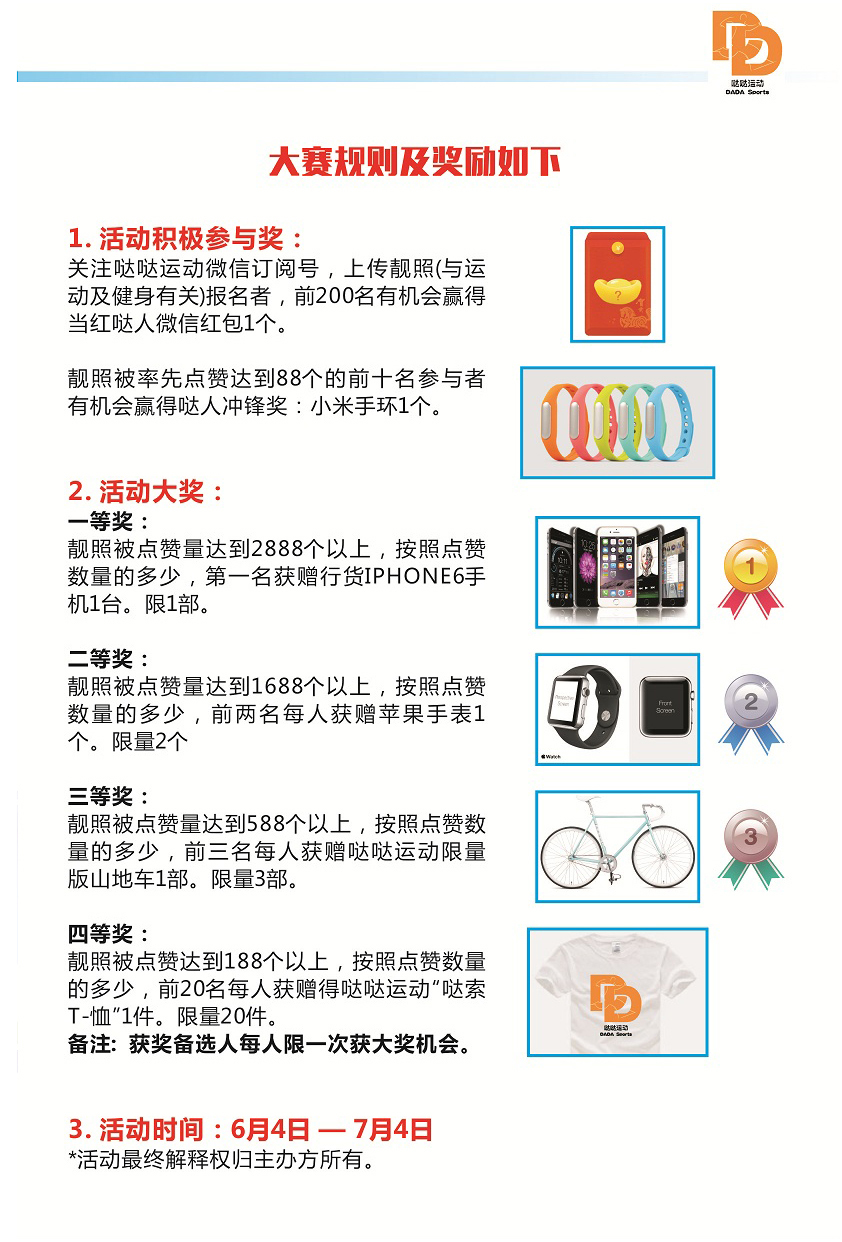 哒哒运动
DADA Sports
大赛规则及奖励如下
1. 活动积极参与奖：
关注哒哒运动微信订阅号，上传靓照(与运
动及健身有关)报名者，前200名有机会赢得
当红哒人微信红包1个。
?
靓照被率先点赞达到88个的前十名参与者
有机会赢得哒人冲锋奖：小米手环1个。
2. 活动大奖：
一等奖：
靓照被点赞量达到2888个以上，按照点赞
数量的多少，第一名获赠行货IPHONE6手
机1台。限1部。
1
二等奖：
靓照被点赞量达到1688个以上，按照点赞
数量的多少，前两名每人获赠苹果手表1
个。限量2个
Perspective
Screen
Front
Screen
Watch
2
三等奖：
靓照被点赞量达到588个以上，按照点赞数
量的多少，前三名每人获赠哒哒运动限量
版山地车1部。限量3部。
3
四等奖：
靓照被点赞达到188个以上，按照点赞数量
的多少，前20名每人获赠得哒哒运动“哒索
T-恤”1件。限量20件。
备注: 获奖备选人每人限一次获大奖机会。
哒哒运动
DADA Sports
3. 活动时间：6月4日 — 7月4日
*活动最终解释权归主办方所有。